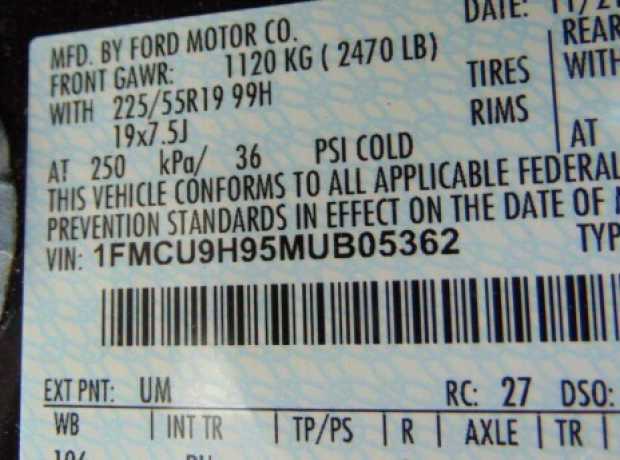 DATE: 11/2
MFD. BY FORD MOTOR CO.
FRONT GAWR: 1120 KG ( 2470 LB)
REAR
WITH 225/55R19 99H TIRES
WITH
19x7.5J RIMS
AT 250 kPa/ 36 PSI COLD
AT
THIS VEHICLE CONFORMS TO ALL APPLICABLE FEDERAL
PREVENTION STANDARDS IN EFFECT ON THE DATE OF
VIN: 1FMCU9H95MUB05362 TYP
EXT PNT: UM RC: 27 DSO:
WB | INT TR | TP/PS | R | AXLE | TR |